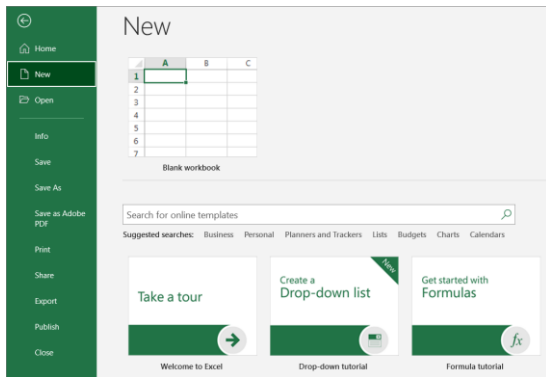 New
Home
New
Open
Info
Save
Save As
Save as Adobe
PDF
Print
Share
Export
Publish
Close
A B C
1
2
3
4
5
6
7
Blank workbook
Search for online templates
Suggested searches: Business Personal Planners and Trackers Lists Budgets Charts Calendars
Take a tour
Welcome to Excel
Create a
Drop-down list
New
Drop-down tutorial
Get started with
Formulas
fx
Formula tutorial